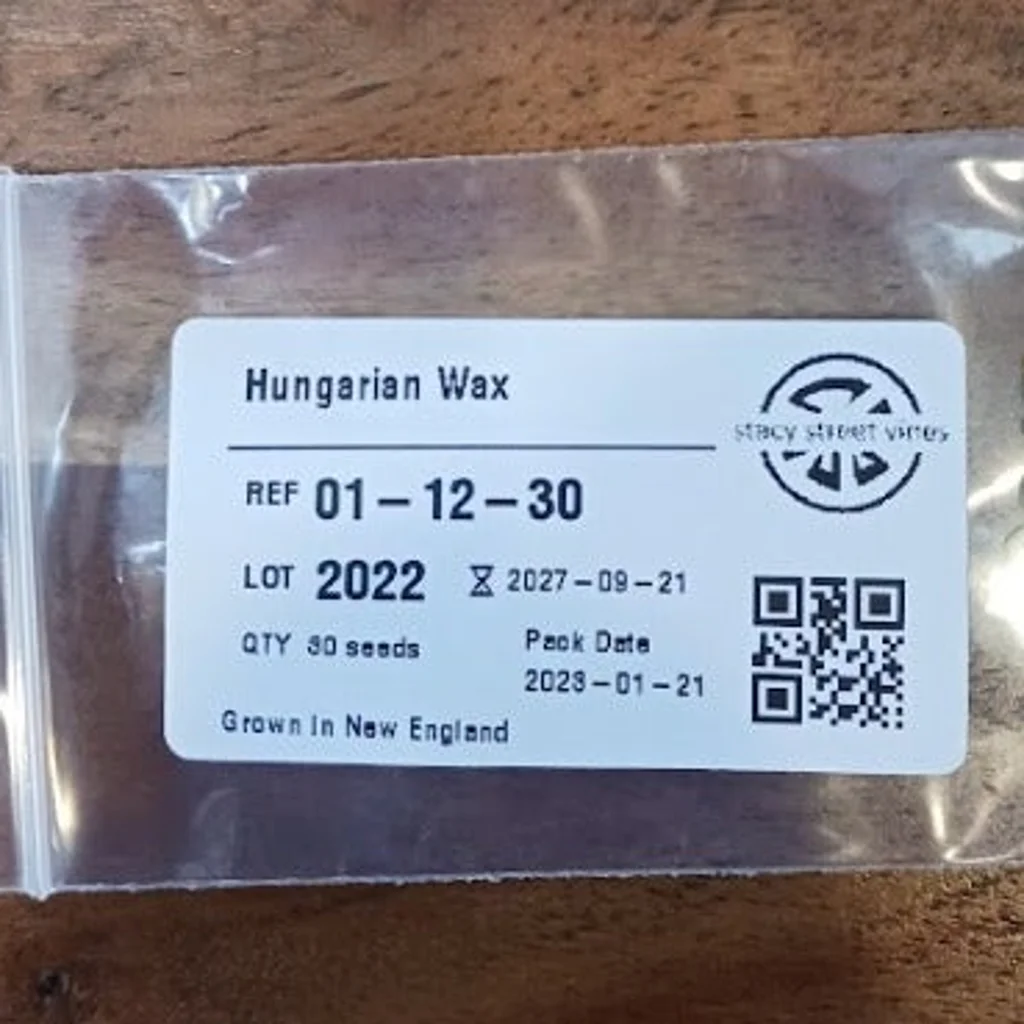 Hungarian Wax
stacy street vines
REF 01-12-30
LOT 2022 2027-09-21
QTY 30 seeds
Pack Date
2023-01-21
Grown in New England